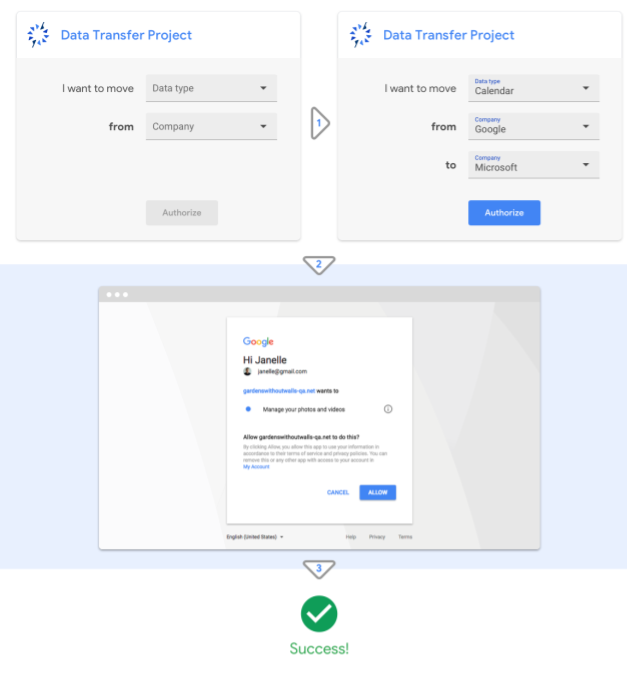 Data Transfer Project
I want to move Data type
from Company
Authorize
1
Data Transfer Project
I want to move Data type
Calendar
from Company
Google
to Company
Microsoft
Authorize
2
Google
Hi Janelle
janelle@gmail.com
gardenswithoutwalls-qa.net wants to
Manage your photos and videos
Allow gardenswithoutwalls-qa.net to do this?
By clicking Allow, you allow this app to use your information in
accordance to their terms of service and privacy policies. You can
remove this or any other app with access to your account in
My Account
CANCEL ALLOW
English (United States) Help Privacy Terms
3
Success!